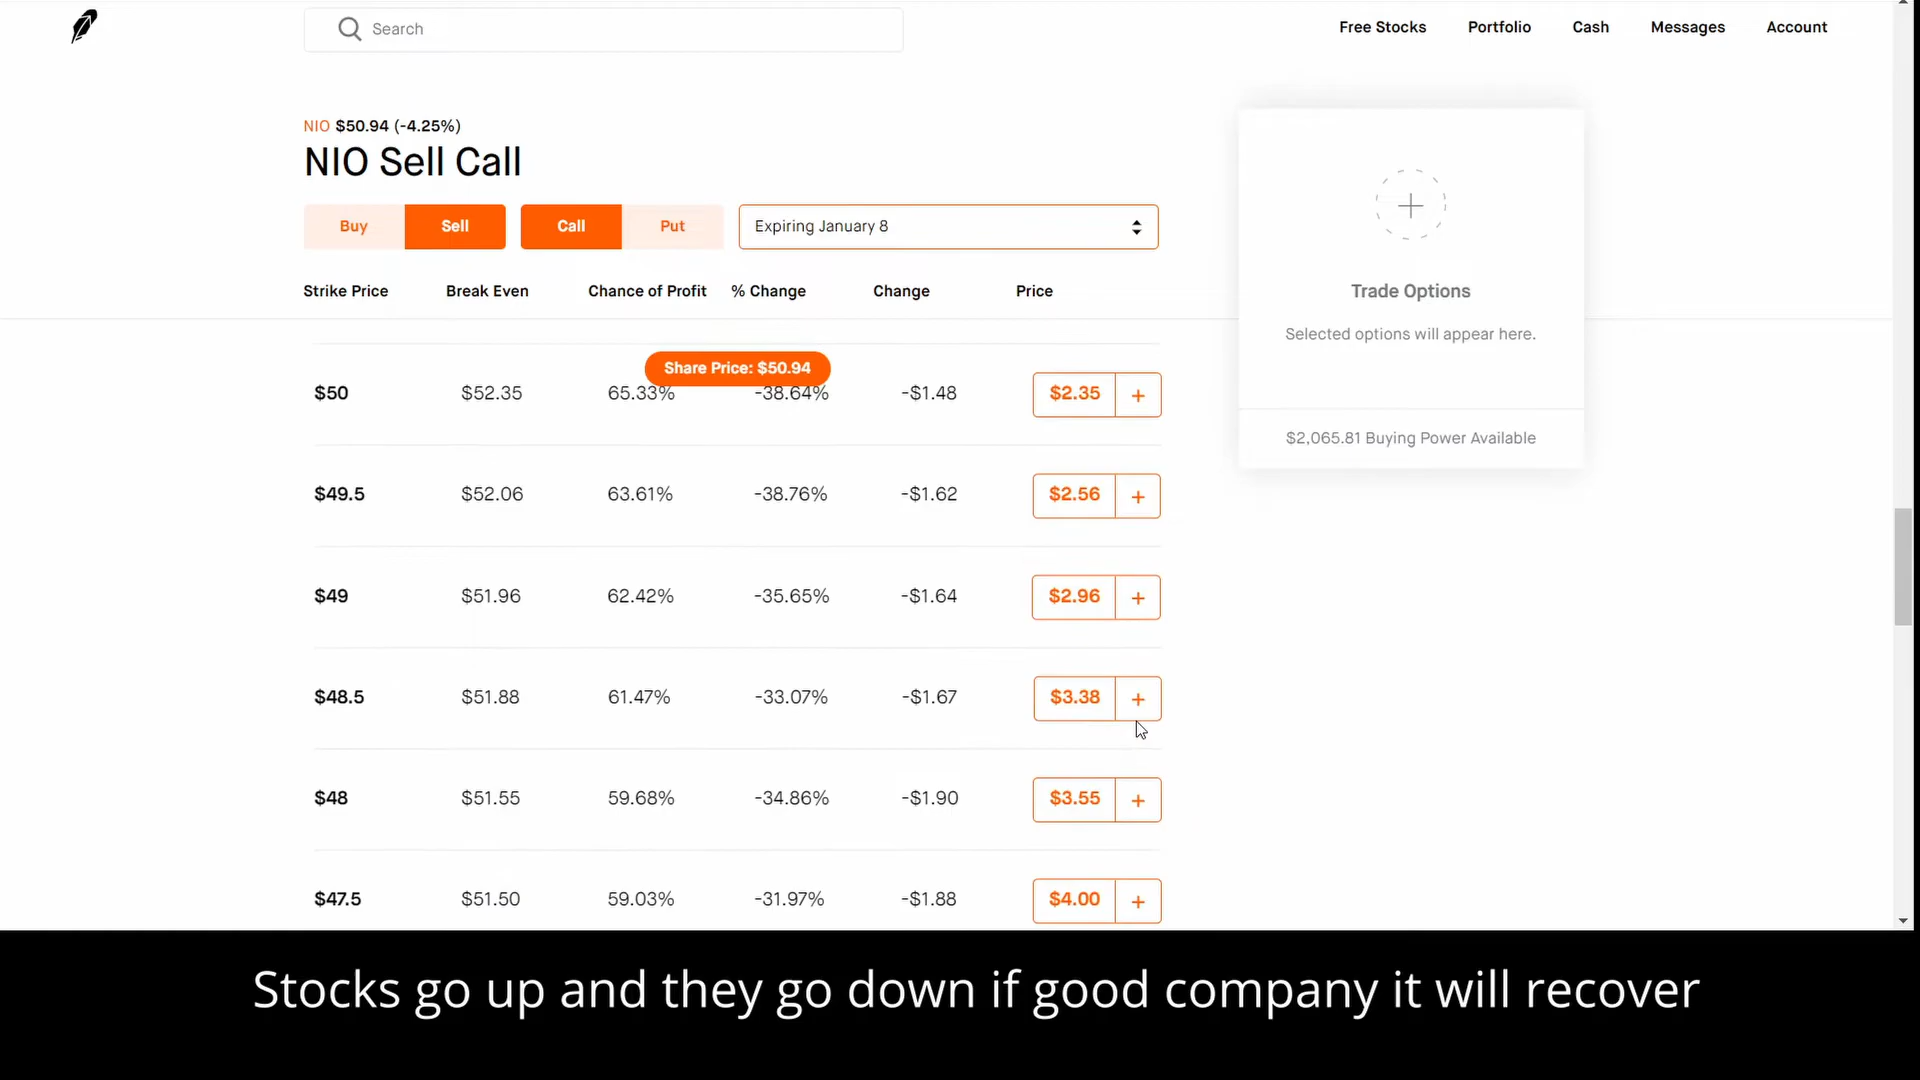 Search
Free Stocks Portfolio Cash Messages Account
NIO $50.94 (-4.25%)
NIO Sell Call
Buy Sell Call Put Expiring January 8
Strike Price Break Even Chance of Profit % Change Change Price
Share Price: $50.94
$50 $52.35 65.33% -38.64% -$1.48 $2.35 +
$49.5 $52.06 63.61% -38.76% -$1.62 $2.56 +
$49 $51.96 62.42% -35.65% -$1.64 $2.96 +
$48.5 $51.88 61.47% -33.07% -$1.67 $3.38 +
$48 $51.55 59.68% -34.86% -$1.90 $3.55 +
$47.5 $51.50 59.03% -31.97% -$1.88 $4.00 +
Trade Options
Selected options will appear here.
$2,065.81 Buying Power Available
Stocks go up and they go down if good company it will recover